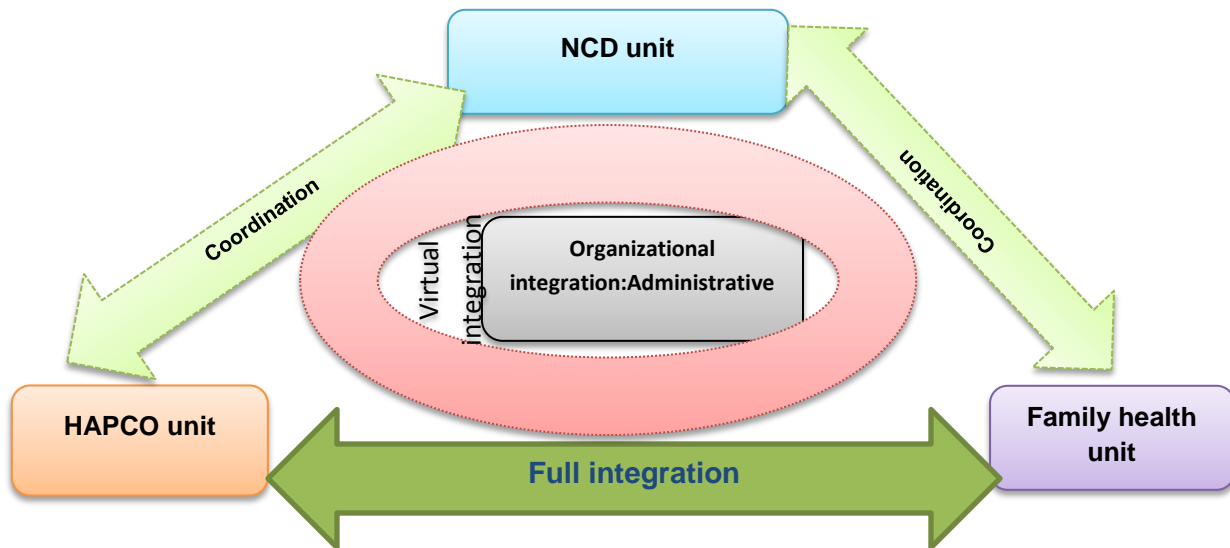 NCD unit
Coordination
Coordination
Virtual
integration
Organizational
integration:Administrative
HAPCO unit
Full integration
Family health
unit